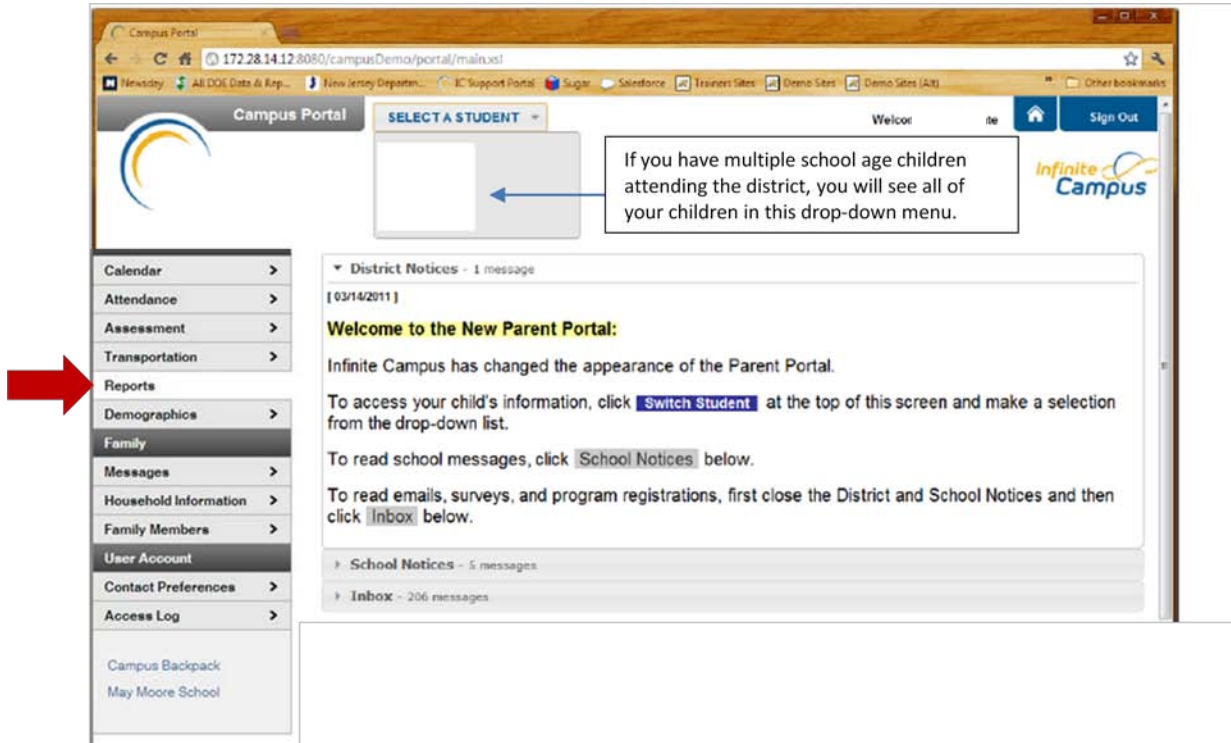 Campus Portal
172.28.14.12:8080/campusDemo/portal/main.xsl
Newsday All DOE Data & Rep... New Jersey Departm... IC Support Portal Sugar Salesforce Trainers Sites Demo Sites Demo Sites (Alt) Other bookmarks
Campus Portal SELECT A STUDENT Sign Out
If you have multiple school age children
attending the district, you will see all of
your children in this drop-down menu.
Infinite
Campus
Calendar
Attendance
Assessment
Transportation
Reports
Demographics
Family
Messages
Household Information
Family Members
User Account
Contact Preferences
Access Log
Campus Backpack
May Moore School
District Notices - 1 message
[ 03/14/2011 ]
Welcome to the New Parent Portal:
Infinite Campus has changed the appearance of the Parent Portal.
To access your child's information, click Switch Student at the top of this screen and make a selection
from the drop-down list.
To read school messages, click School Notices below.
To read emails, surveys, and program registrations, first close the District and School Notices and then
click Inbox below.
School Notices - 5 messages
Inbox - 206 messages